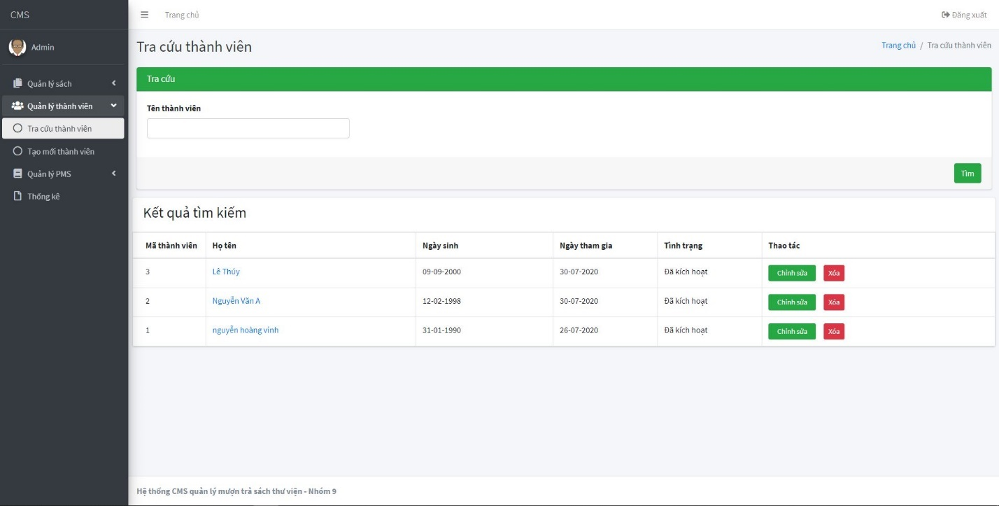 CMS
Trang chủ
Đăng xuất
Admin
Quản lý sách
Quản lý thành viên
Tra cứu thành viên
Tạo mới thành viên
Quản lý PMS
Thống kê
Tra cứu thành viên
Trang chủ / Tra cứu thành viên
Tra cứu
Tên thành viên
Tìm
Kết quả tìm kiếm
Mã thành viên Họ tên Ngày sinh Ngày tham gia Tình trạng Thao tác
3 Lê Thúy 09-09-2000 30-07-2020 Đã kích hoạt Chỉnh sửa Xóa
2 Nguyễn Văn A 12-02-1998 30-07-2020 Đã kích hoạt Chỉnh sửa Xóa
1 nguyễn hoàng vinh 31-01-1990 26-07-2020 Đã kích hoạt Chỉnh sửa Xóa
Hệ thống CMS quản lý mượn trả sách thư viện - Nhóm 9